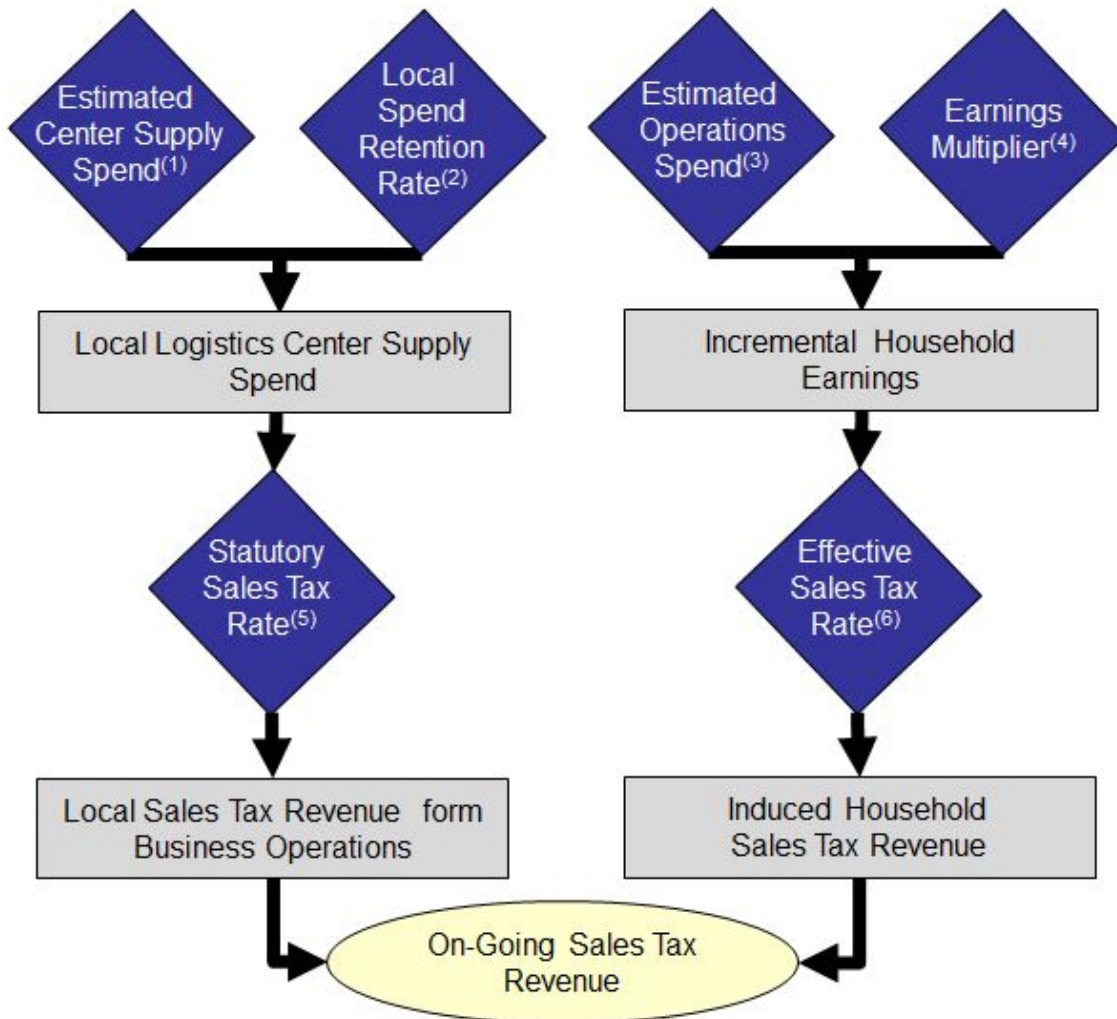 Estimated
Center Supply
Spend(1)
Local
Spend
Retention
Rate(2)
Estimated
Operations
Spend(3)
Earnings
Multiplier(4)
Local Logistics Center Supply
Spend
Incremental Household
Earnings
Statutory
Sales Tax
Rate(5)
Effective
Sales Tax
Rate(6)
Local Sales Tax Revenue form
Business Operations
Induced Household
Sales Tax Revenue
On-Going Sales Tax
Revenue